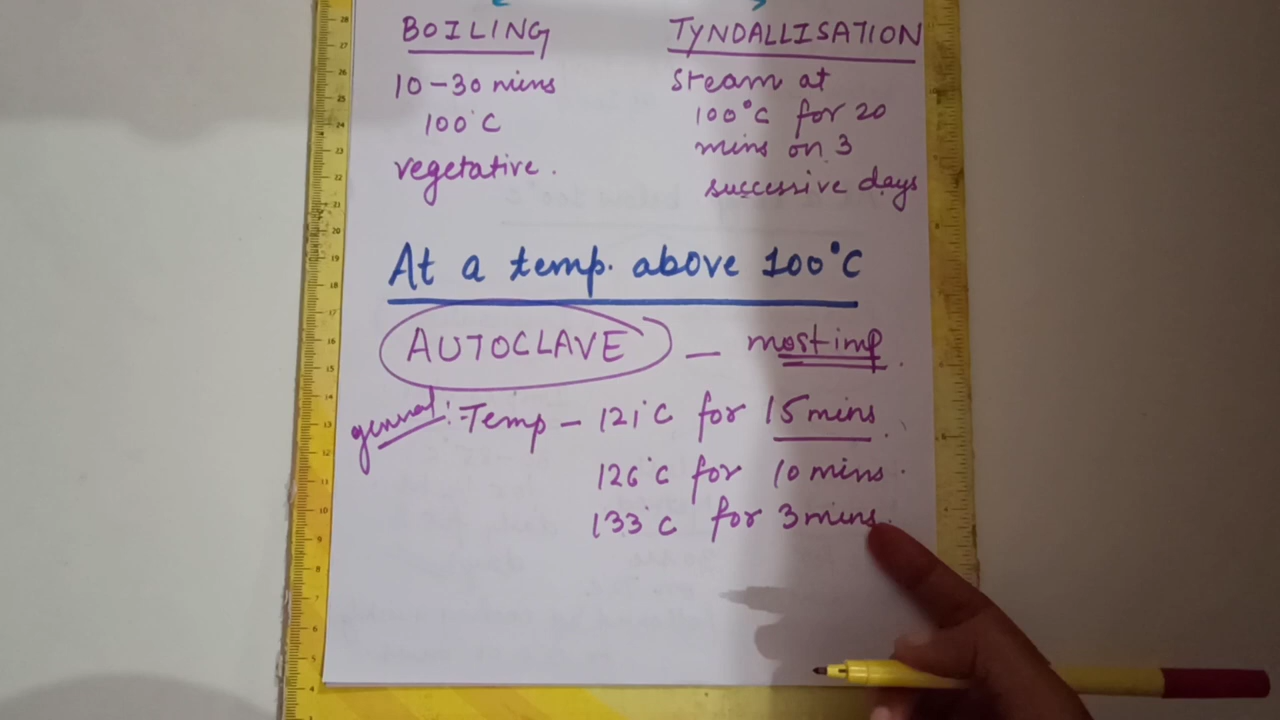 BOILING
10-30 mins
100°C
vegetative.
TYNDALLISATION
Steam at
100°C for 20
mins on 3
successive days
At a temp. above 100°C
AUTOCLAVE — most imp.
general: Temp - 121°C for 15 mins.
126°C for 10 mins.
133°C for 3 mins.